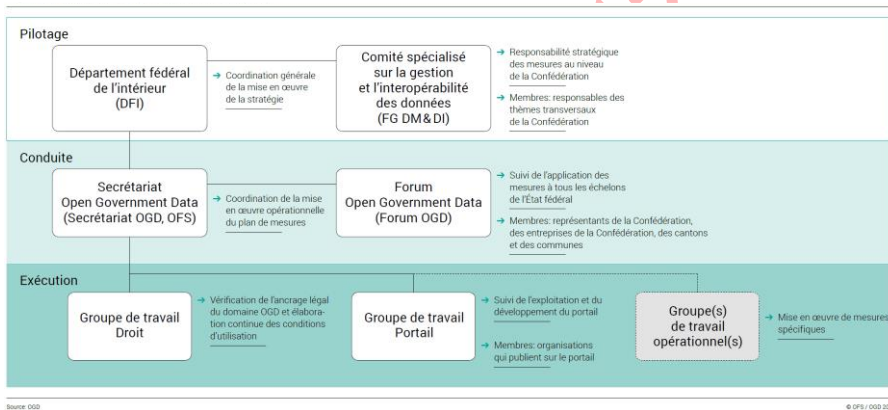 Pilotage
Département fédéral
de l'intérieur
(DFI)
→ Coordination générale
de la mise en œuvre
de la stratégie
Comité spécialisé
sur la gestion
et l'interopérabilité
des données
(FG DM&DI)
→ Responsabilité stratégique
des mesures au niveau
de la Confédération
→ Membres: responsables des
thèmes transversaux
de la Confédération
Conduite
Secrétariat
Open Government Data
(Secrétariat OGD, OFS)
→ Coordination de la mise
en œuvre opérationnelle
du plan de mesures
Forum
Open Government Data
(Forum OGD)
→ Suivi de l'application des
mesures à tous les échelons
de l'État fédéral
→ Membres: représentants de la Confédération,
des entreprises de la Confédération, des cantons
et des communes
Exécution
Groupe de travail
Droit
→ Vérification de l'ancrage légal
du domaine OGD et élabora-
tion continue des conditions
d'utilisation
Groupe de travail
Portail
→ Suivi de l'exploitation et du
développement du portail
→ Membres: organisations
qui publient sur le portail
Groupe(s)
de travail
opérationnel(s)
→ Mise en œuvre de mesures
spécifiques
Source: OGD
© OFS / OGD